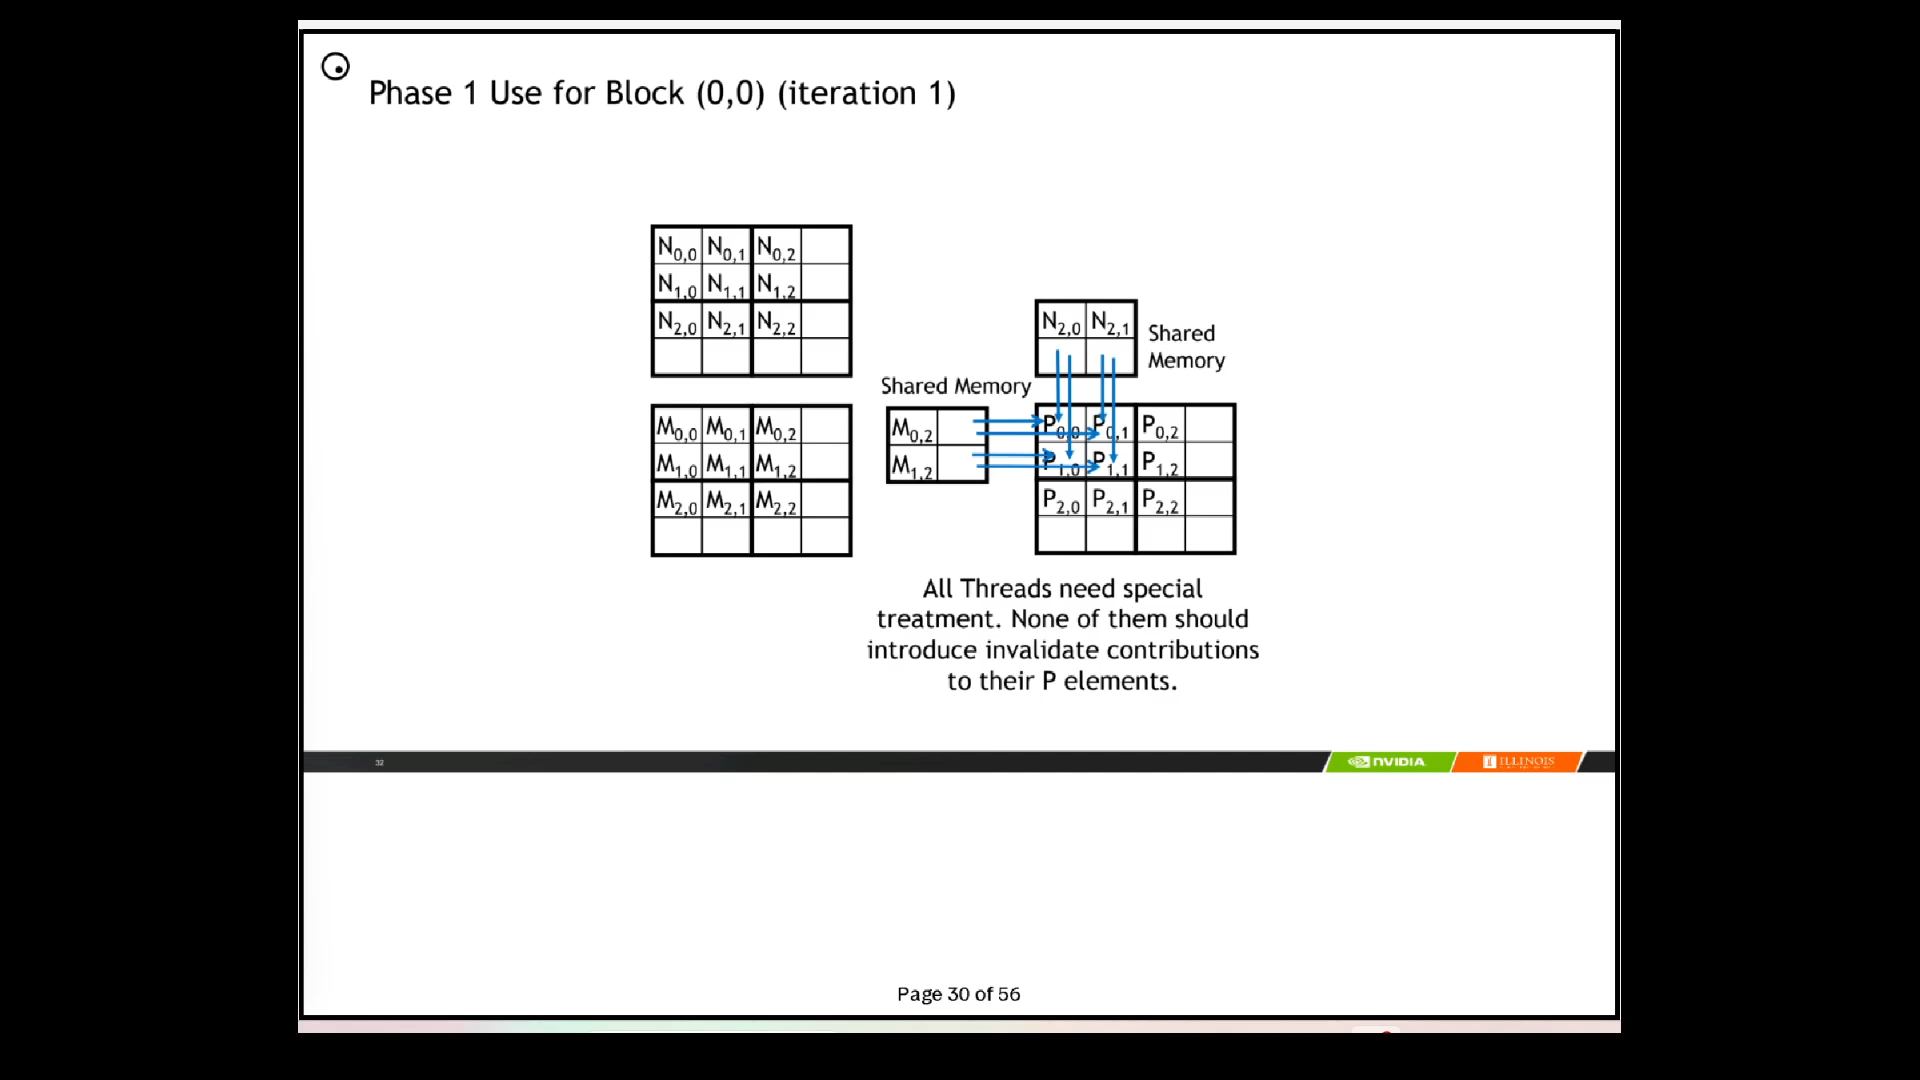 Phase 1 Use for Block (0,0) (iteration 1)
N0,0 N0,1 N0,2
N1,0 N1,1 N1,2
N2,0 N2,1 N2,2
N2,0 N2,1
Shared
Memory
Shared Memory
M0,0 M0,1 M0,2
M1,0 M1,1 M1,2
M2,0 M2,1 M2,2
M0,2
M1,2
P0,0 P0,1 P0,2
P1,0 P1,1 P1,2
P2,0 P2,1 P2,2
All Threads need special
treatment. None of them should
introduce invalidate contributions
to their P elements.
32
NVIDIA
I ILLINOIS
Page 30 of 56